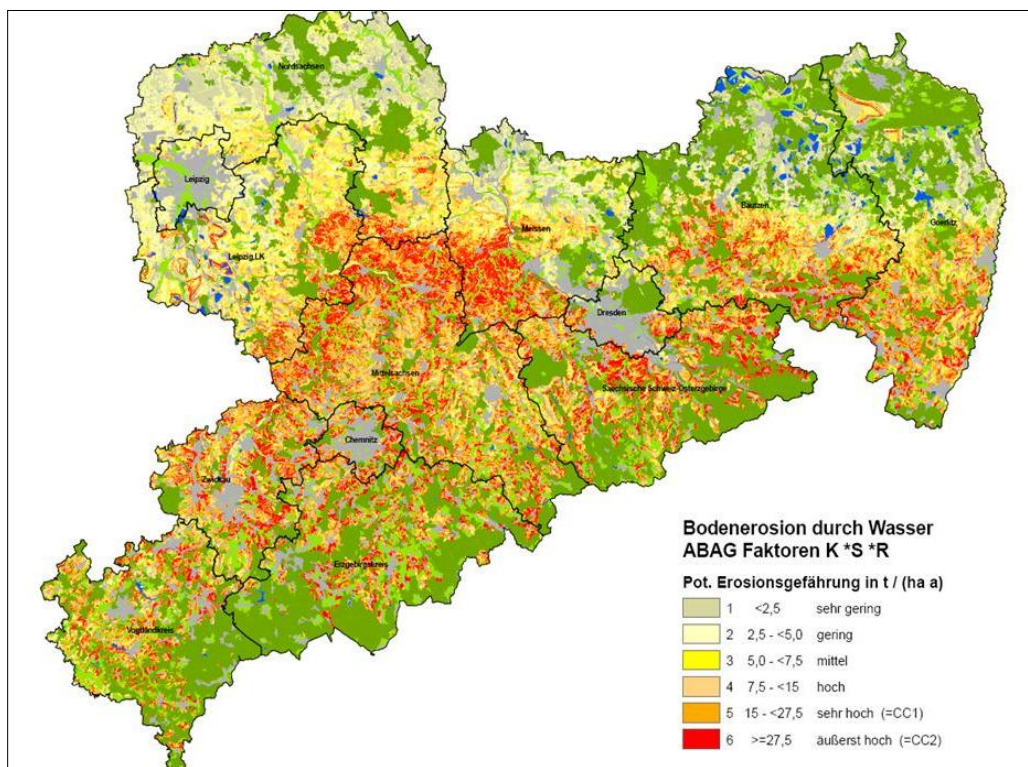 Nordsachsen
Leipzig
Leipzig,LK
Meissen
Bautzen
Goerlitz
Dresden
Mittelsachsen
Saechsische Schweiz-Osterzgebirge
Chemnitz
Zwickau
Erzgebirgskreis
Vogtlandkreis
Bodenerosion durch Wasser
ABAG Faktoren K *S *R
Pot. Erosionsgefährung in t / (ha a)
1 <2,5 sehr gering
2 2,5 - <5,0 gering
3 5,0 - <7,5 mittel
4 7,5 - <15 hoch
5 15 - <27,5 sehr hoch (=CC1)
6 >=27,5 äußerst hoch (=CC2)